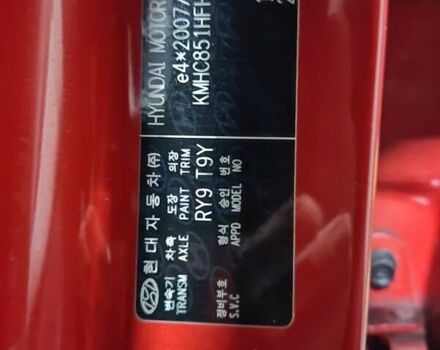 HYUNDAI MOTOR
e4*2007/
KMHC851HFH
현대자동차(주)
변속기 차축 도장 외장
TRANSM AXLE PAINT TRIM
RY9 T9Y
정비부호 형식 승인 번호
S.V.C APPD MODEL NO